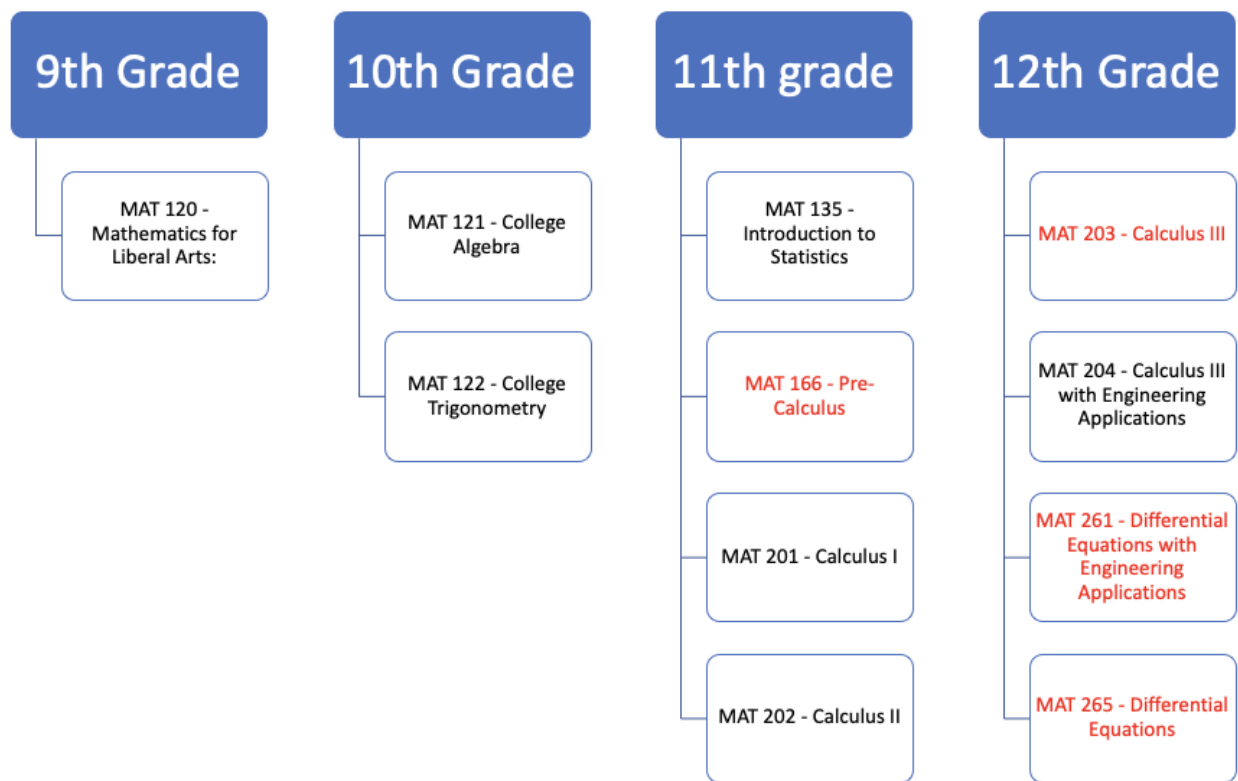 9th Grade
MAT 120 -
Mathematics for
Liberal Arts:
10th Grade
MAT 121 - College
Algebra
MAT 122 - College
Trigonometry
11th grade
MAT 135 -
Introduction to
Statistics
MAT 166 - Pre-
Calculus
MAT 201 - Calculus I
MAT 202 - Calculus II
12th Grade
MAT 203 - Calculus III
MAT 204 - Calculus III
with Engineering
Applications
MAT 261 - Differential
Equations with
Engineering
Applications
MAT 265 - Differential
Equations